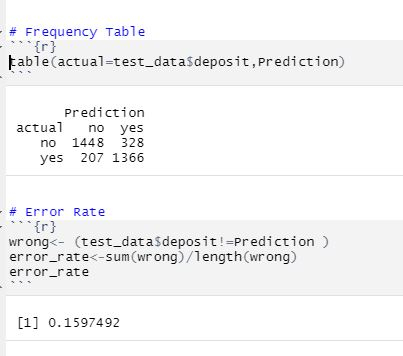 # Frequency Table
```{r}
table(actual=test_data$deposit,Prediction)
```
Prediction
actual no yes
no 1448 328
yes 207 1366
# Error Rate
```{r}
wrong<- (test_data$deposit!=Prediction )
error_rate<-sum(wrong)/length(wrong)
error_rate
```
[1] 0.1597492